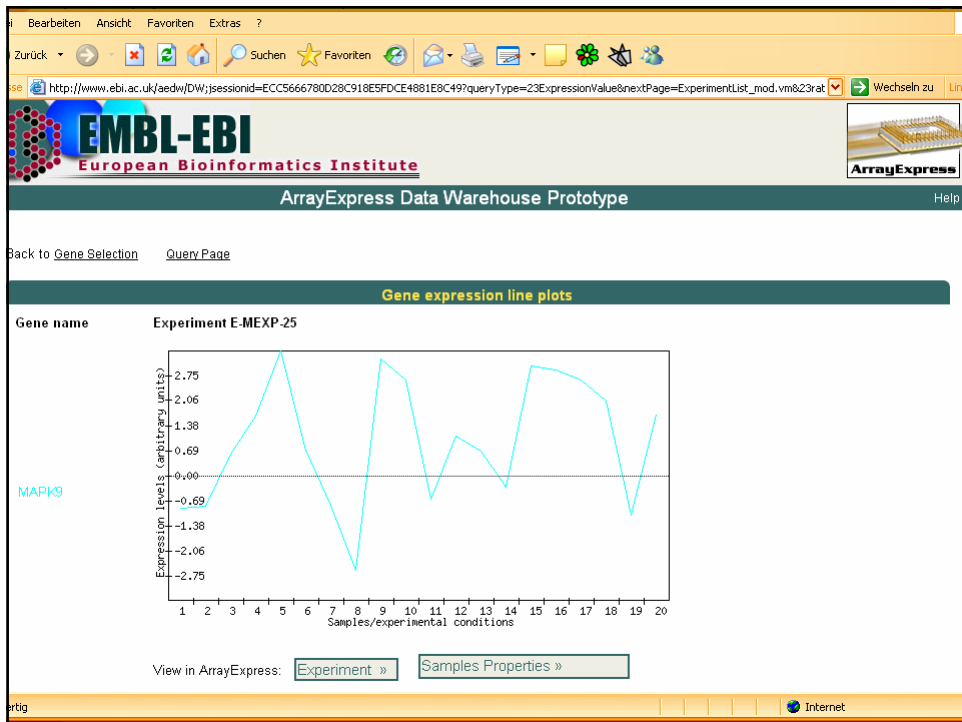 Bearbeiten Ansicht Favoriten Extras ?
Zurück Suchen Favoriten
http://www.ebi.ac.uk/aedw/DW;jsessionid=ECC5666780D28C918E5FDCE4881E8C49?queryType=23ExpressionValue&nextPage=ExperimentList_mod.vm&23rat Wechseln zu
EMBL-EBI
European Bioinformatics Institute
ArrayExpress
ArrayExpress Data Warehouse Prototype Help
Back to Gene Selection Query Page
Gene expression line plots
Gene name Experiment E-MEXP-25
MAPK9
Expression levels (arbitrary units)
2.75
2.06
1.38
0.69
0.00
-0.69
-1.38
-2.06
-2.75
1 2 3 4 5 6 7 8 9 10 11 12 13 14 15 16 17 18 19 20
Samples/experimental conditions
View in ArrayExpress: Experiment » Samples Properties »
ertig Internet